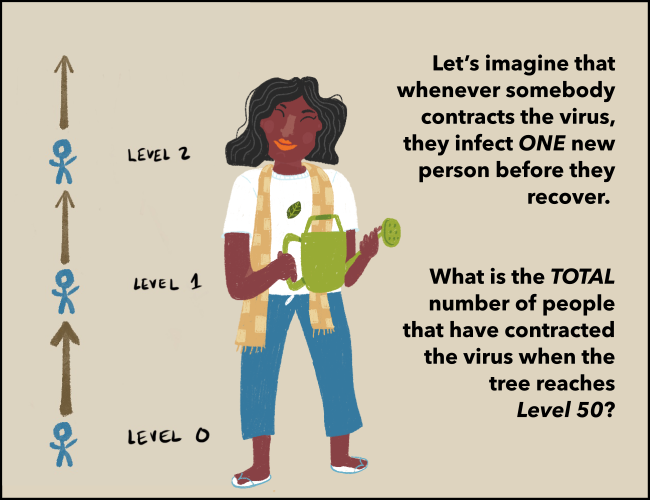 Let's imagine that
whenever somebody
contracts the virus,
they infect ONE new
person before they
recover.
What is the TOTAL
number of people
that have contracted
the virus when the
tree reaches
Level 50?
LEVEL 2
LEVEL 1
LEVEL 0